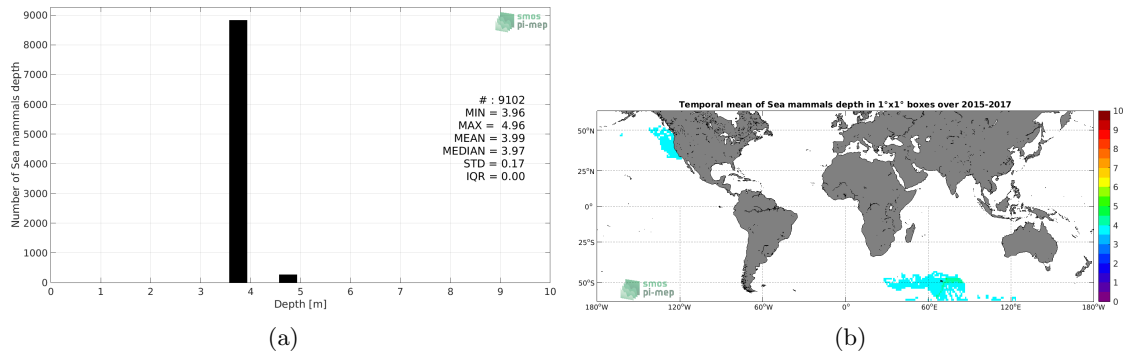 9000
8000
7000
6000
5000
4000
3000
2000
1000
0
Number of Sea mammals depth
0 1 2 3 4 5 6 7 8 9 10
Depth [m]
smos
pi-mep
# : 9102
MIN = 3.96
MAX = 4.96
MEAN = 3.99
MEDIAN = 3.97
STD = 0.17
IQR = 0.00
(a)
Temporal mean of Sea mammals depth in 1°x1° boxes over 2015-2017
50°N
25°N
0°
25°S
50°S
180°W 120°W 60°W 0° 60°E 120°E 180°W
smos
pi-mep
10
9
8
7
6
5
4
3
2
1
0
(b)